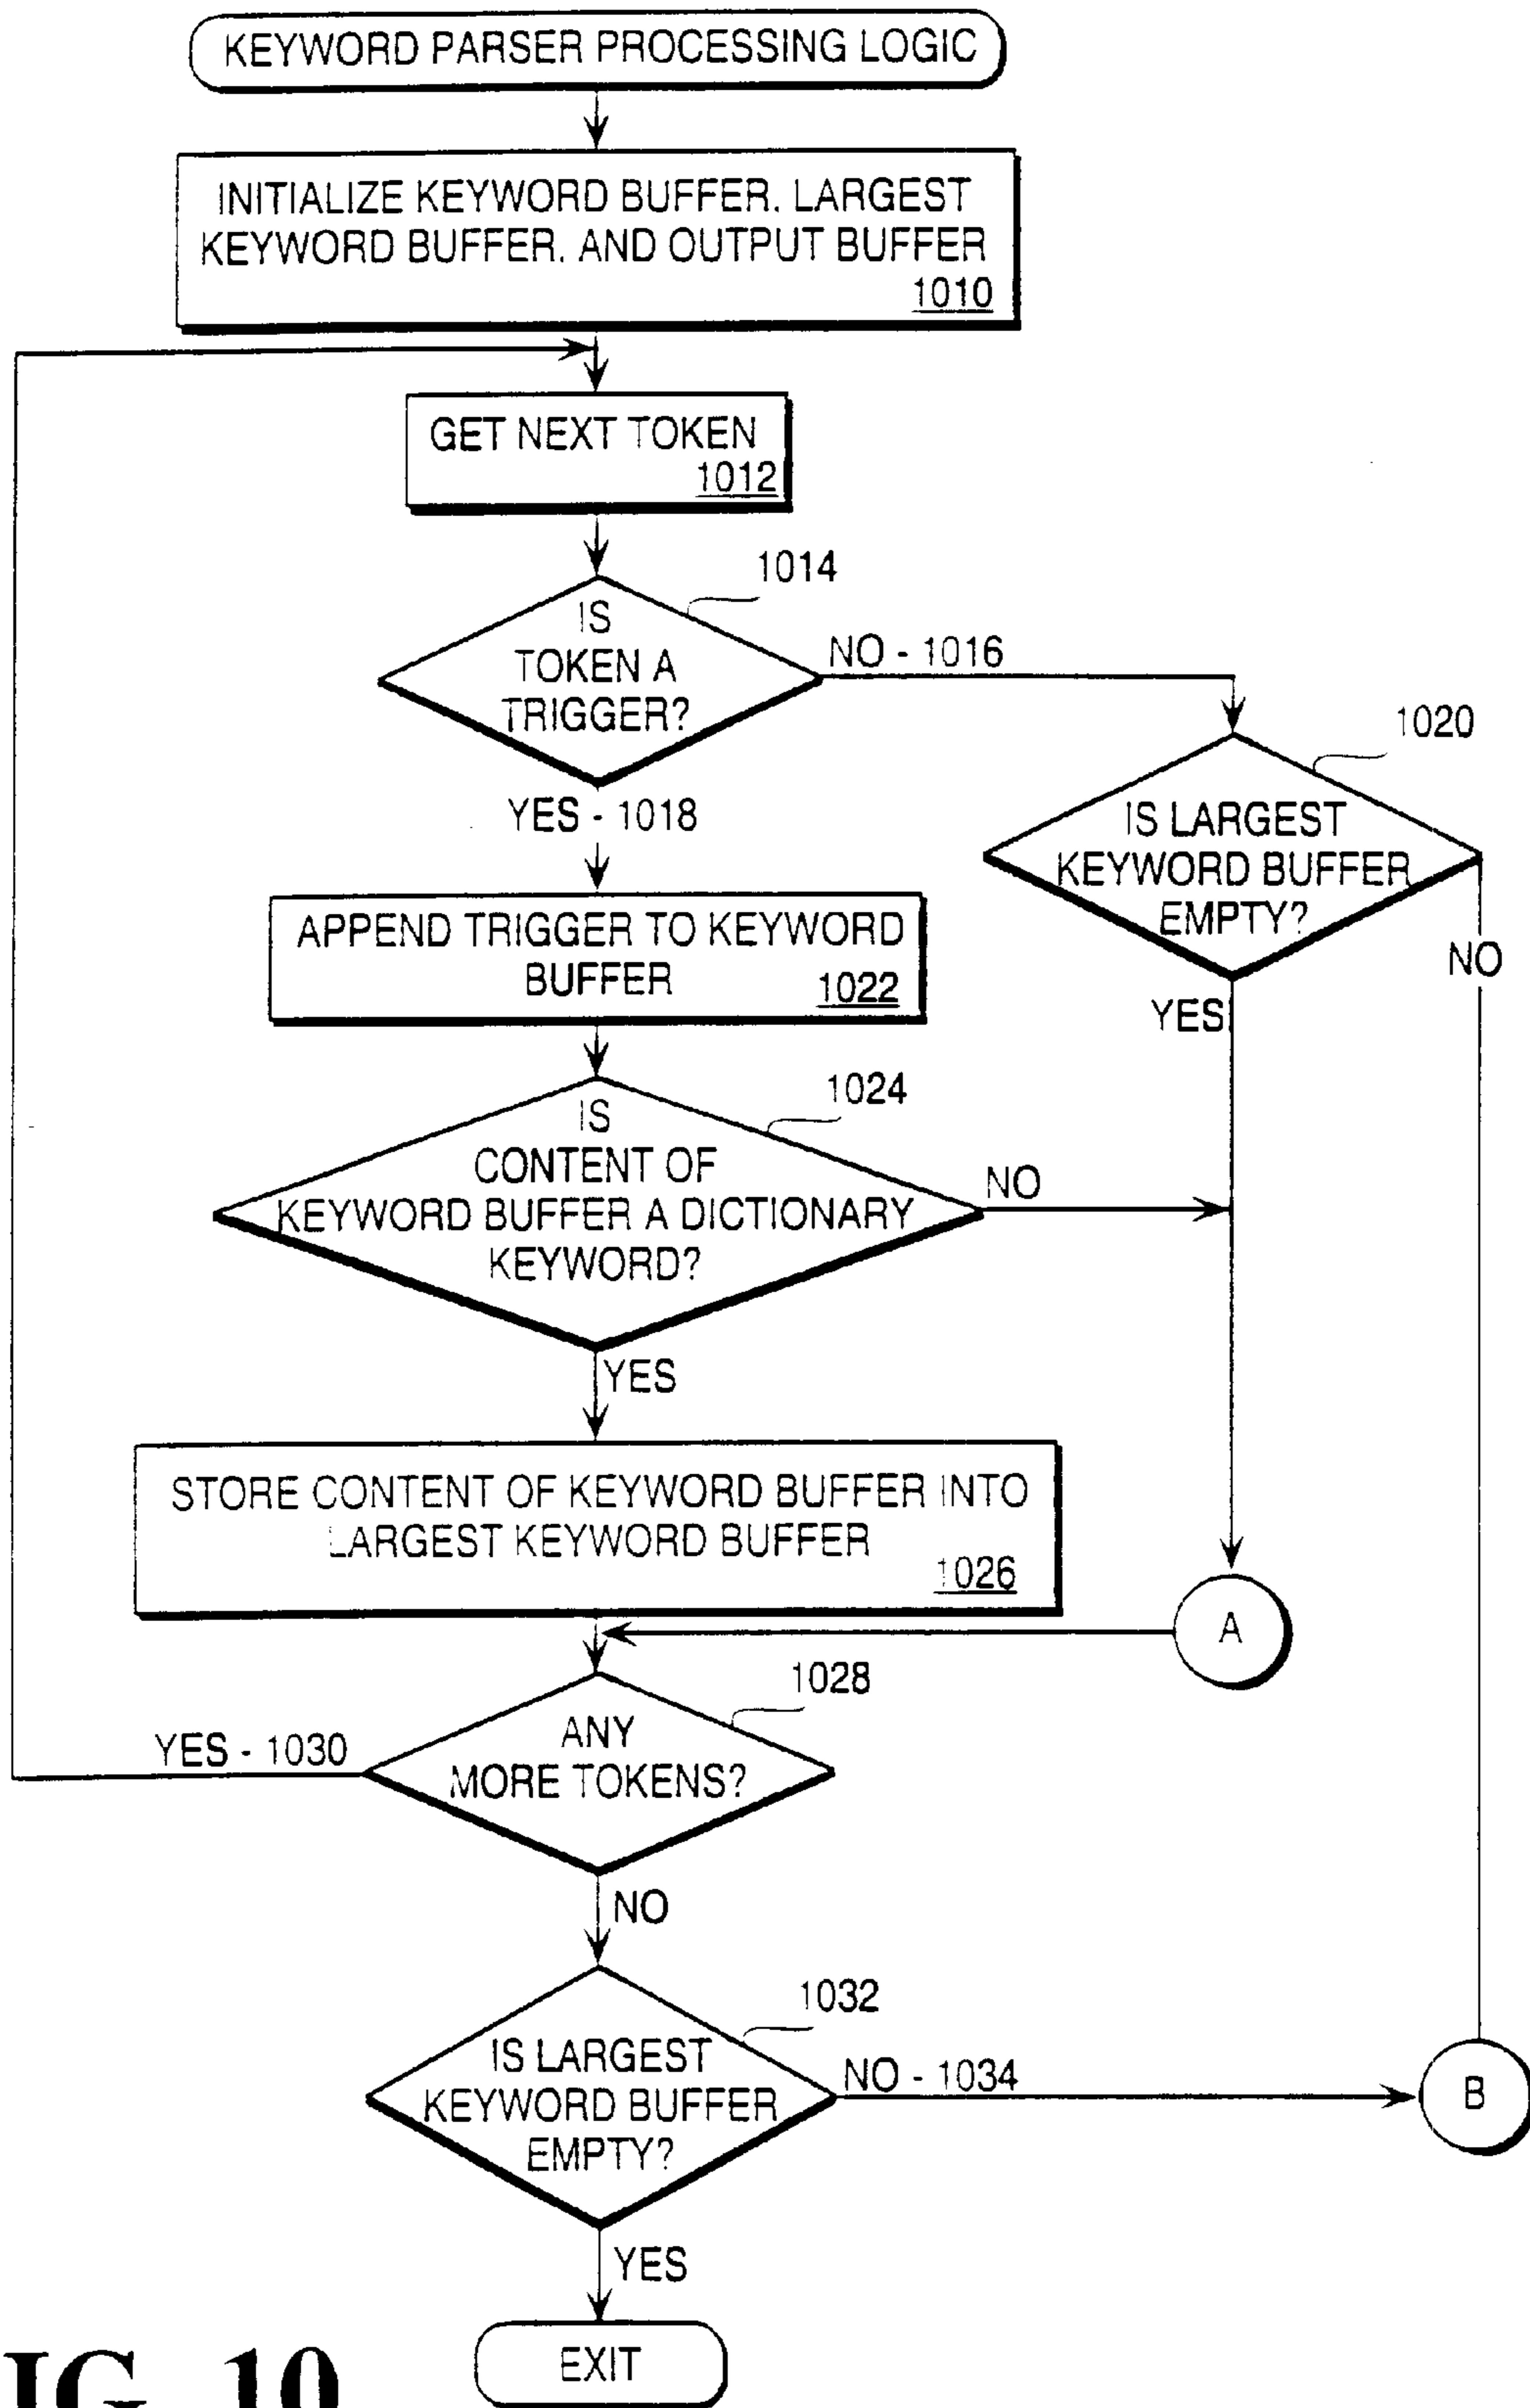 KEYWORD PARSER PROCESSING LOGIC
INITIALIZE KEYWORD BUFFER, LARGEST
KEYWORD BUFFER, AND OUTPUT BUFFER
1010
GET NEXT TOKEN
1012
1014
IS
TOKEN A
TRIGGER?
NO - 1016
1020
YES - 1018
IS LARGEST
KEYWORD BUFFER
EMPTY?
NO
YES
APPEND TRIGGER TO KEYWORD
BUFFER
1022
1024
IS
CONTENT OF
KEYWORD BUFFER A DICTIONARY
KEYWORD?
NO
YES
STORE CONTENT OF KEYWORD BUFFER INTO
LARGEST KEYWORD BUFFER
1026
A
1028
ANY
MORE TOKENS?
YES - 1030
NO
1032
IS LARGEST
KEYWORD BUFFER
EMPTY?
NO - 1034
B
YES
EXIT
IG. 10